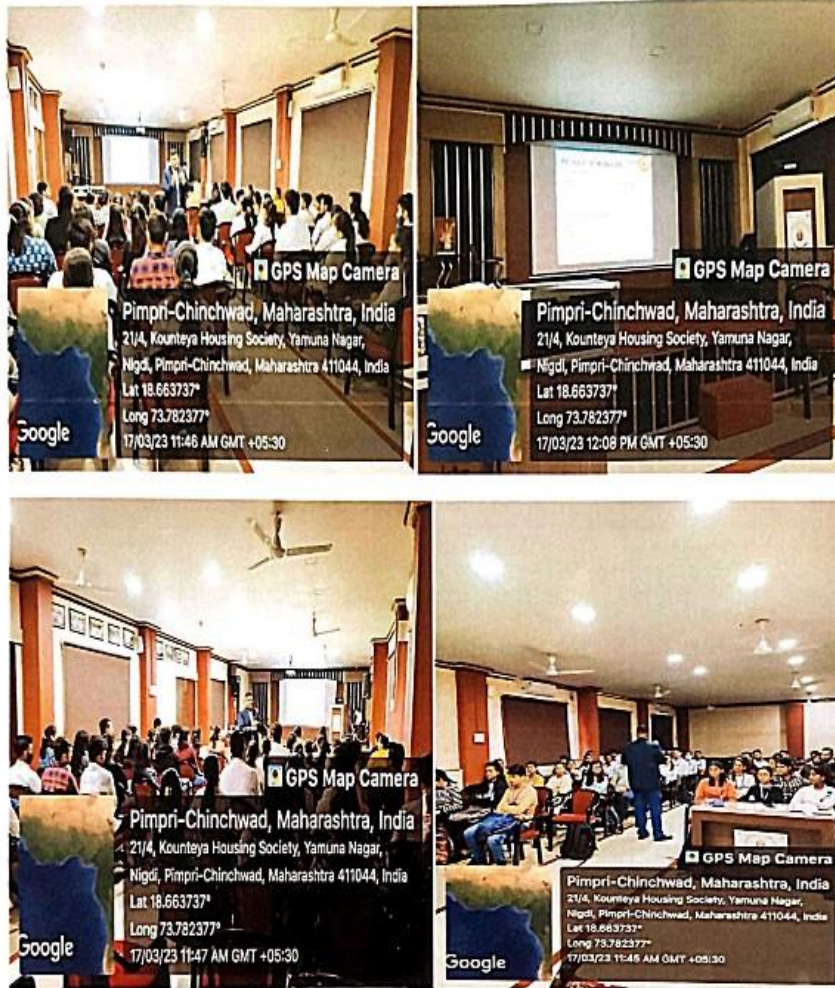 GPS Map Camera
Pimpri-Chinchwad, Maharashtra, India
21/4, Kounteya Housing Society, Yamuna Nagar,
Nigdi, Pimpri-Chinchwad, Maharashtra 411044, India
Lat 18.663737°
Long 73.782377°
17/03/23 11:46 AM GMT +05:30
Google
GPS Map Camera
Pimpri-Chinchwad, Maharashtra, India
21/4, Kounteya Housing Society, Yamuna Nagar,
Nigdi, Pimpri-Chinchwad, Maharashtra 411044, India
Lat 18.663737°
Long 73.782377°
17/03/23 12:08 PM GMT +05:30
Google
GPS Map Camera
Pimpri-Chinchwad, Maharashtra, India
21/4, Kounteya Housing Society, Yamuna Nagar,
Nigdi, Pimpri-Chinchwad, Maharashtra 411044, India
Lat 18.663737°
Long 73.782377°
17/03/23 11:47 AM GMT +05:30
Google
GPS Map Camera
Pimpri-Chinchwad, Maharashtra, India
21/4, Kounteya Housing Society, Yamuna Nagar,
Nigdi, Pimpri-Chinchwad, Maharashtra 411044, India
Lat 18.663737°
Long 73.782377°
17/03/23 11:45 AM GMT +05:30
Google